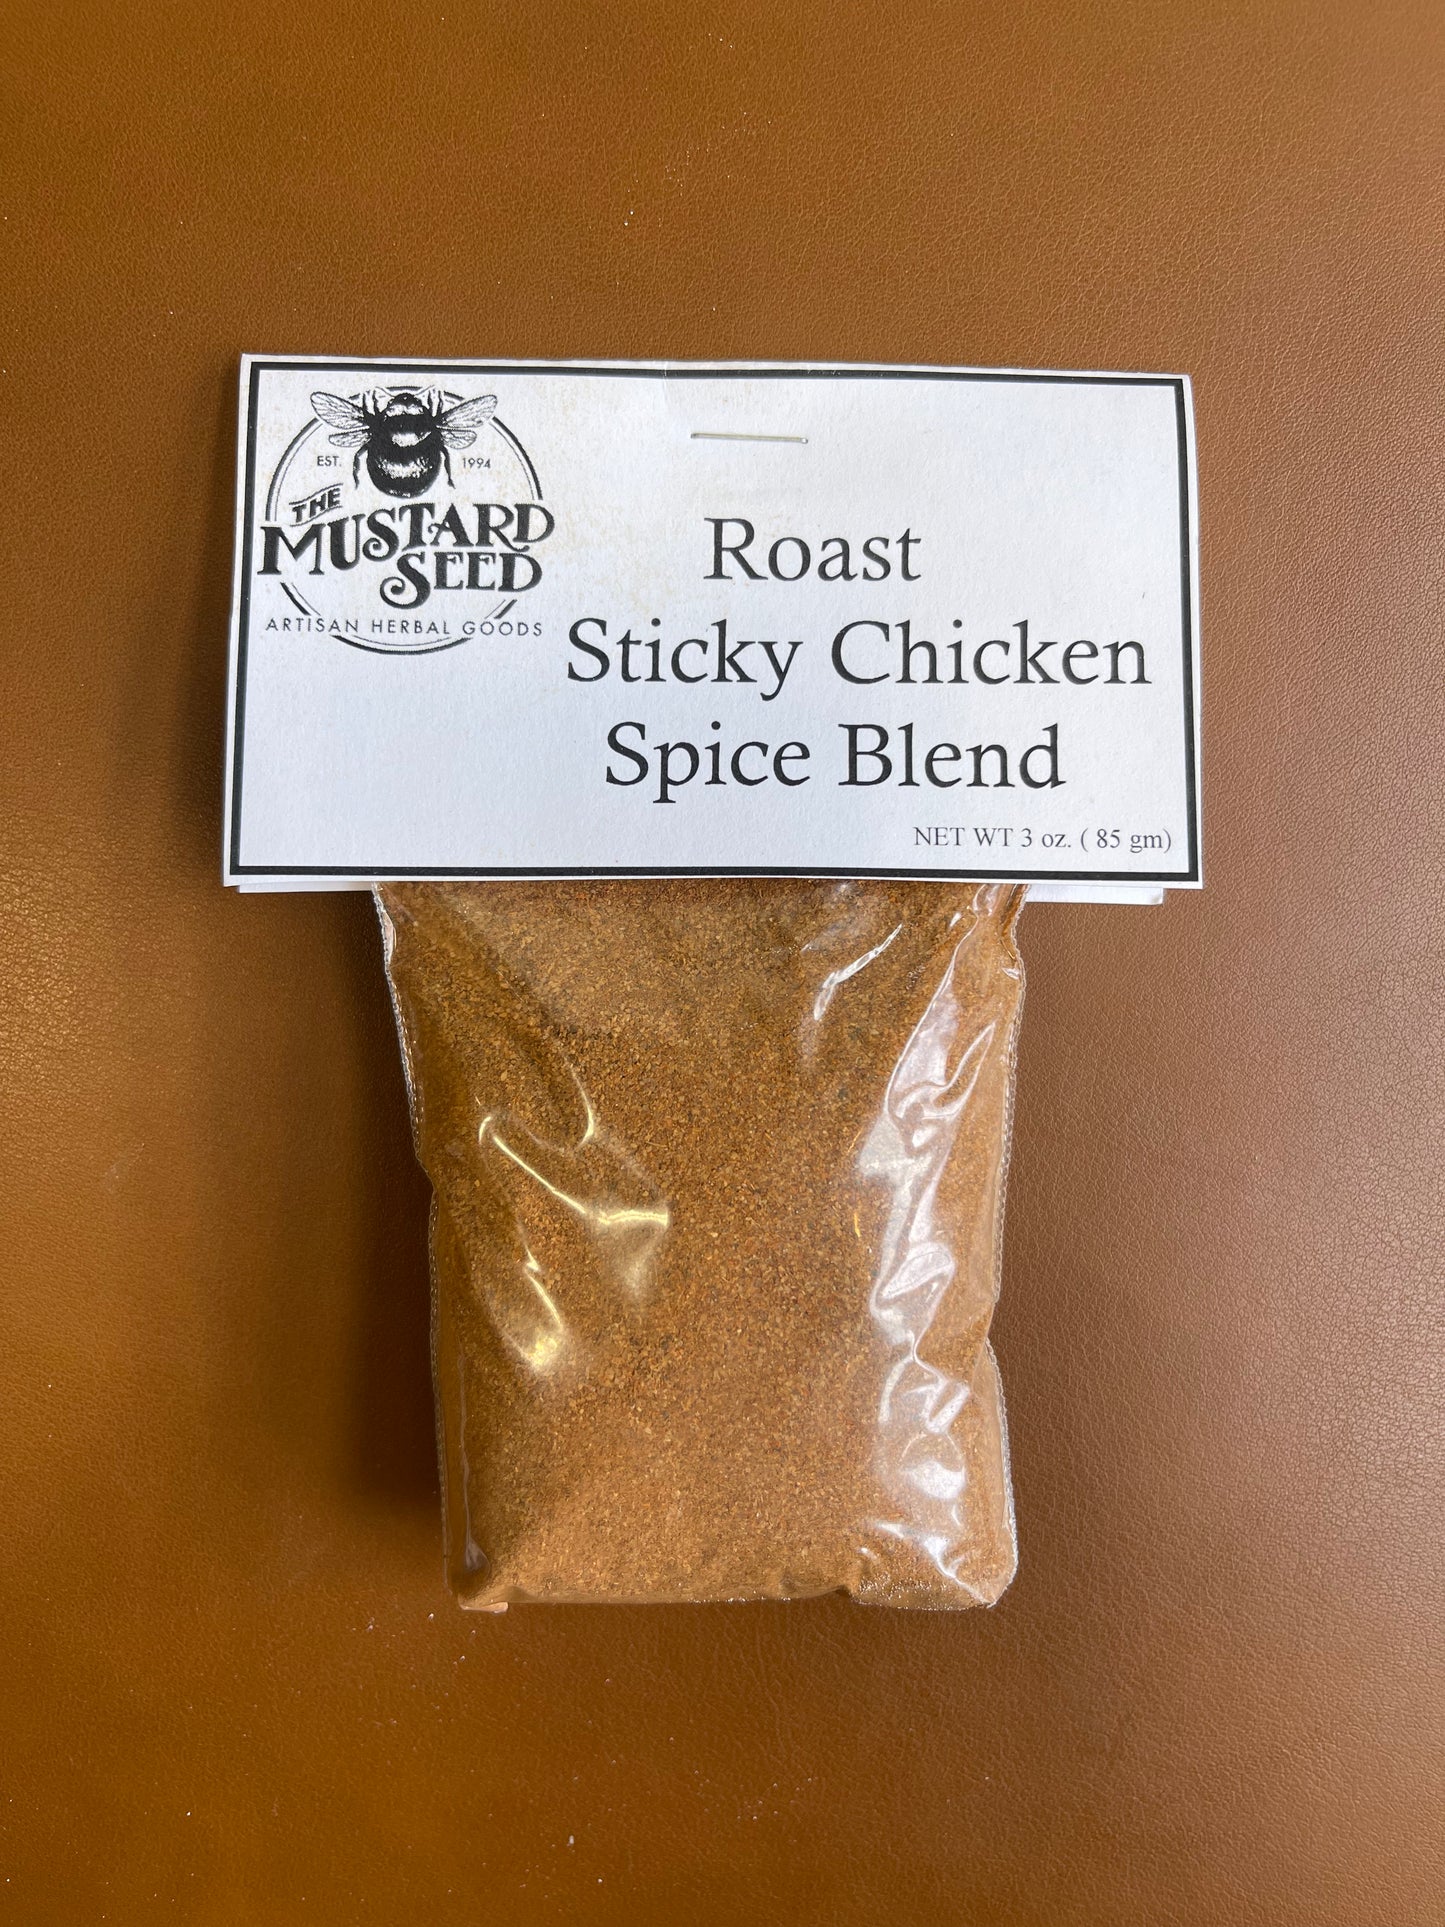 EST. 1994
THE
MUSTARD
SEED
ARTISAN HERBAL GOODS
Roast
Sticky Chicken
Spice Blend
NET WT 3 oz. ( 85 gm)